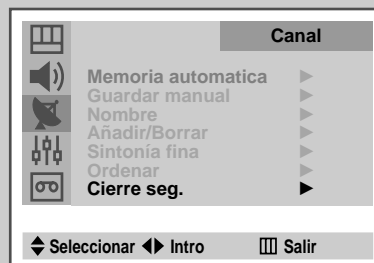 Canal
Memoria automatica
Guardar manual
Nombre
Añadir/Borrar
Sintonía fina
Ordenar
Cierre seg.
Seleccionar Intro Salir